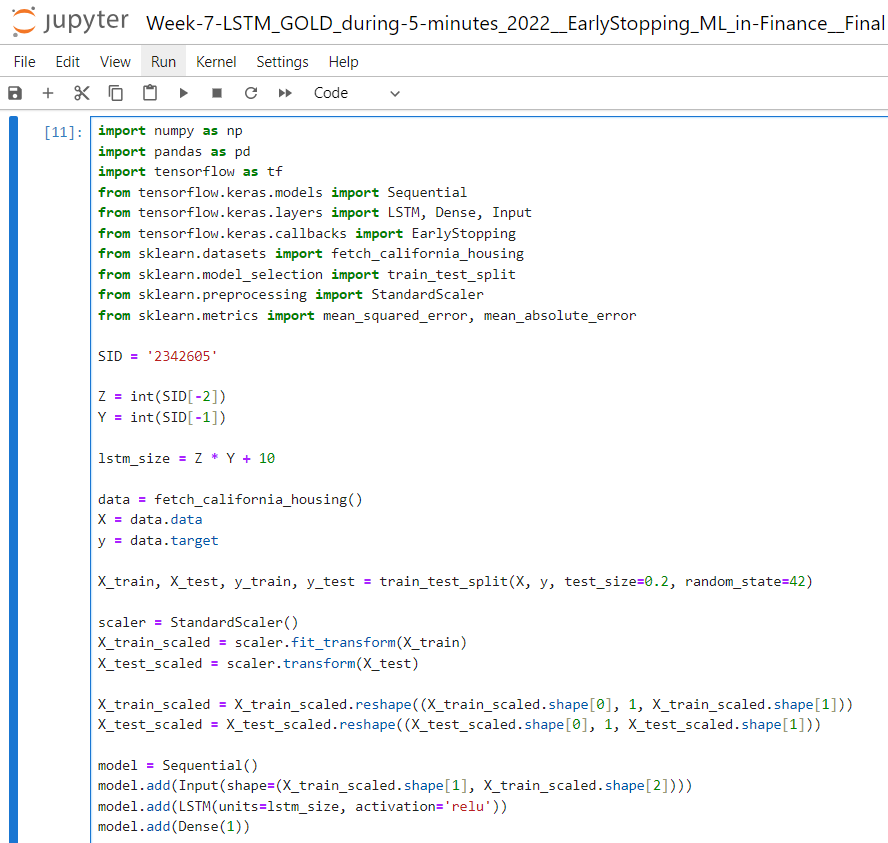 jupyter Week-7-LSTM_GOLD_during-5-minutes_2022__EarlyStopping_ML_in-Finance__Final
File Edit View Run Kernel Settings Help
Code
[11]: import numpy as np
import pandas as pd
import tensorflow as tf
from tensorflow.keras.models import Sequential
from tensorflow.keras.layers import LSTM, Dense, Input
from tensorflow.keras.callbacks import EarlyStopping
from sklearn.datasets import fetch_california_housing
from sklearn.model_selection import train_test_split
from sklearn.preprocessing import StandardScaler
from sklearn.metrics import mean_squared_error, mean_absolute_error
SID = '2342605'
Z = int(SID[-2])
Y = int(SID[-1])
lstm_size = Z * Y + 10
data = fetch_california_housing()
X = data.data
y = data.target
X_train, X_test, y_train, y_test = train_test_split(X, y, test_size=0.2, random_state=42)
scaler = StandardScaler()
X_train_scaled = scaler.fit_transform(X_train)
X_test_scaled = scaler.transform(X_test)
X_train_scaled = X_train_scaled.reshape((X_train_scaled.shape[0], 1, X_train_scaled.shape[1]))
X_test_scaled = X_test_scaled.reshape((X_test_scaled.shape[0], 1, X_test_scaled.shape[1]))
model = Sequential()
model.add(Input(shape=(X_train_scaled.shape[1], X_train_scaled.shape[2])))
model.add(LSTM(units=lstm_size, activation='relu'))
model.add(Dense(1))